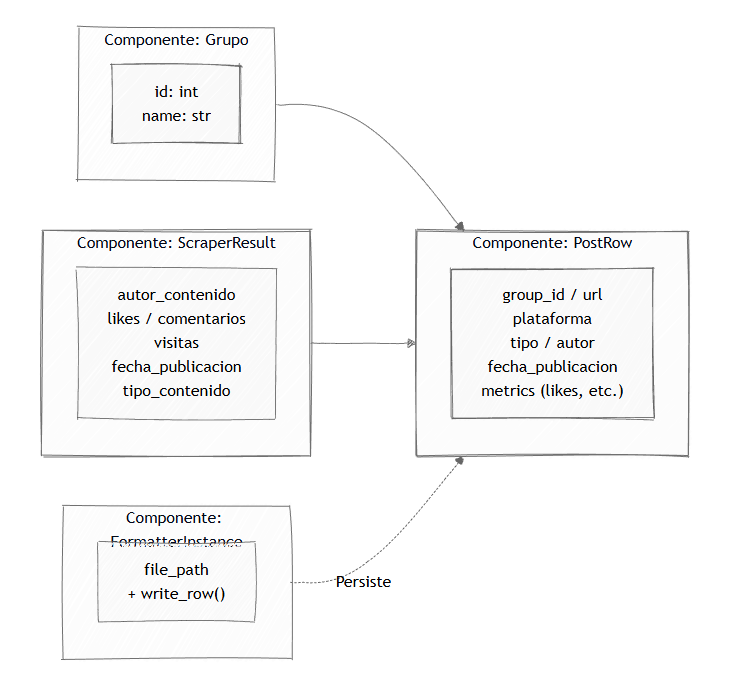 Componente: Grupo
id: int
name: str
Componente: ScraperResult
autor_contenido
likes / comentarios
visitas
fecha_publicacion
tipo_contenido
Componente: PostRow
group_id / url
plataforma
tipo / autor
fecha_publicacion
metrics (likes, etc.)
Componente:
FormatterInstance
file_path
+ write_row()
Persiste